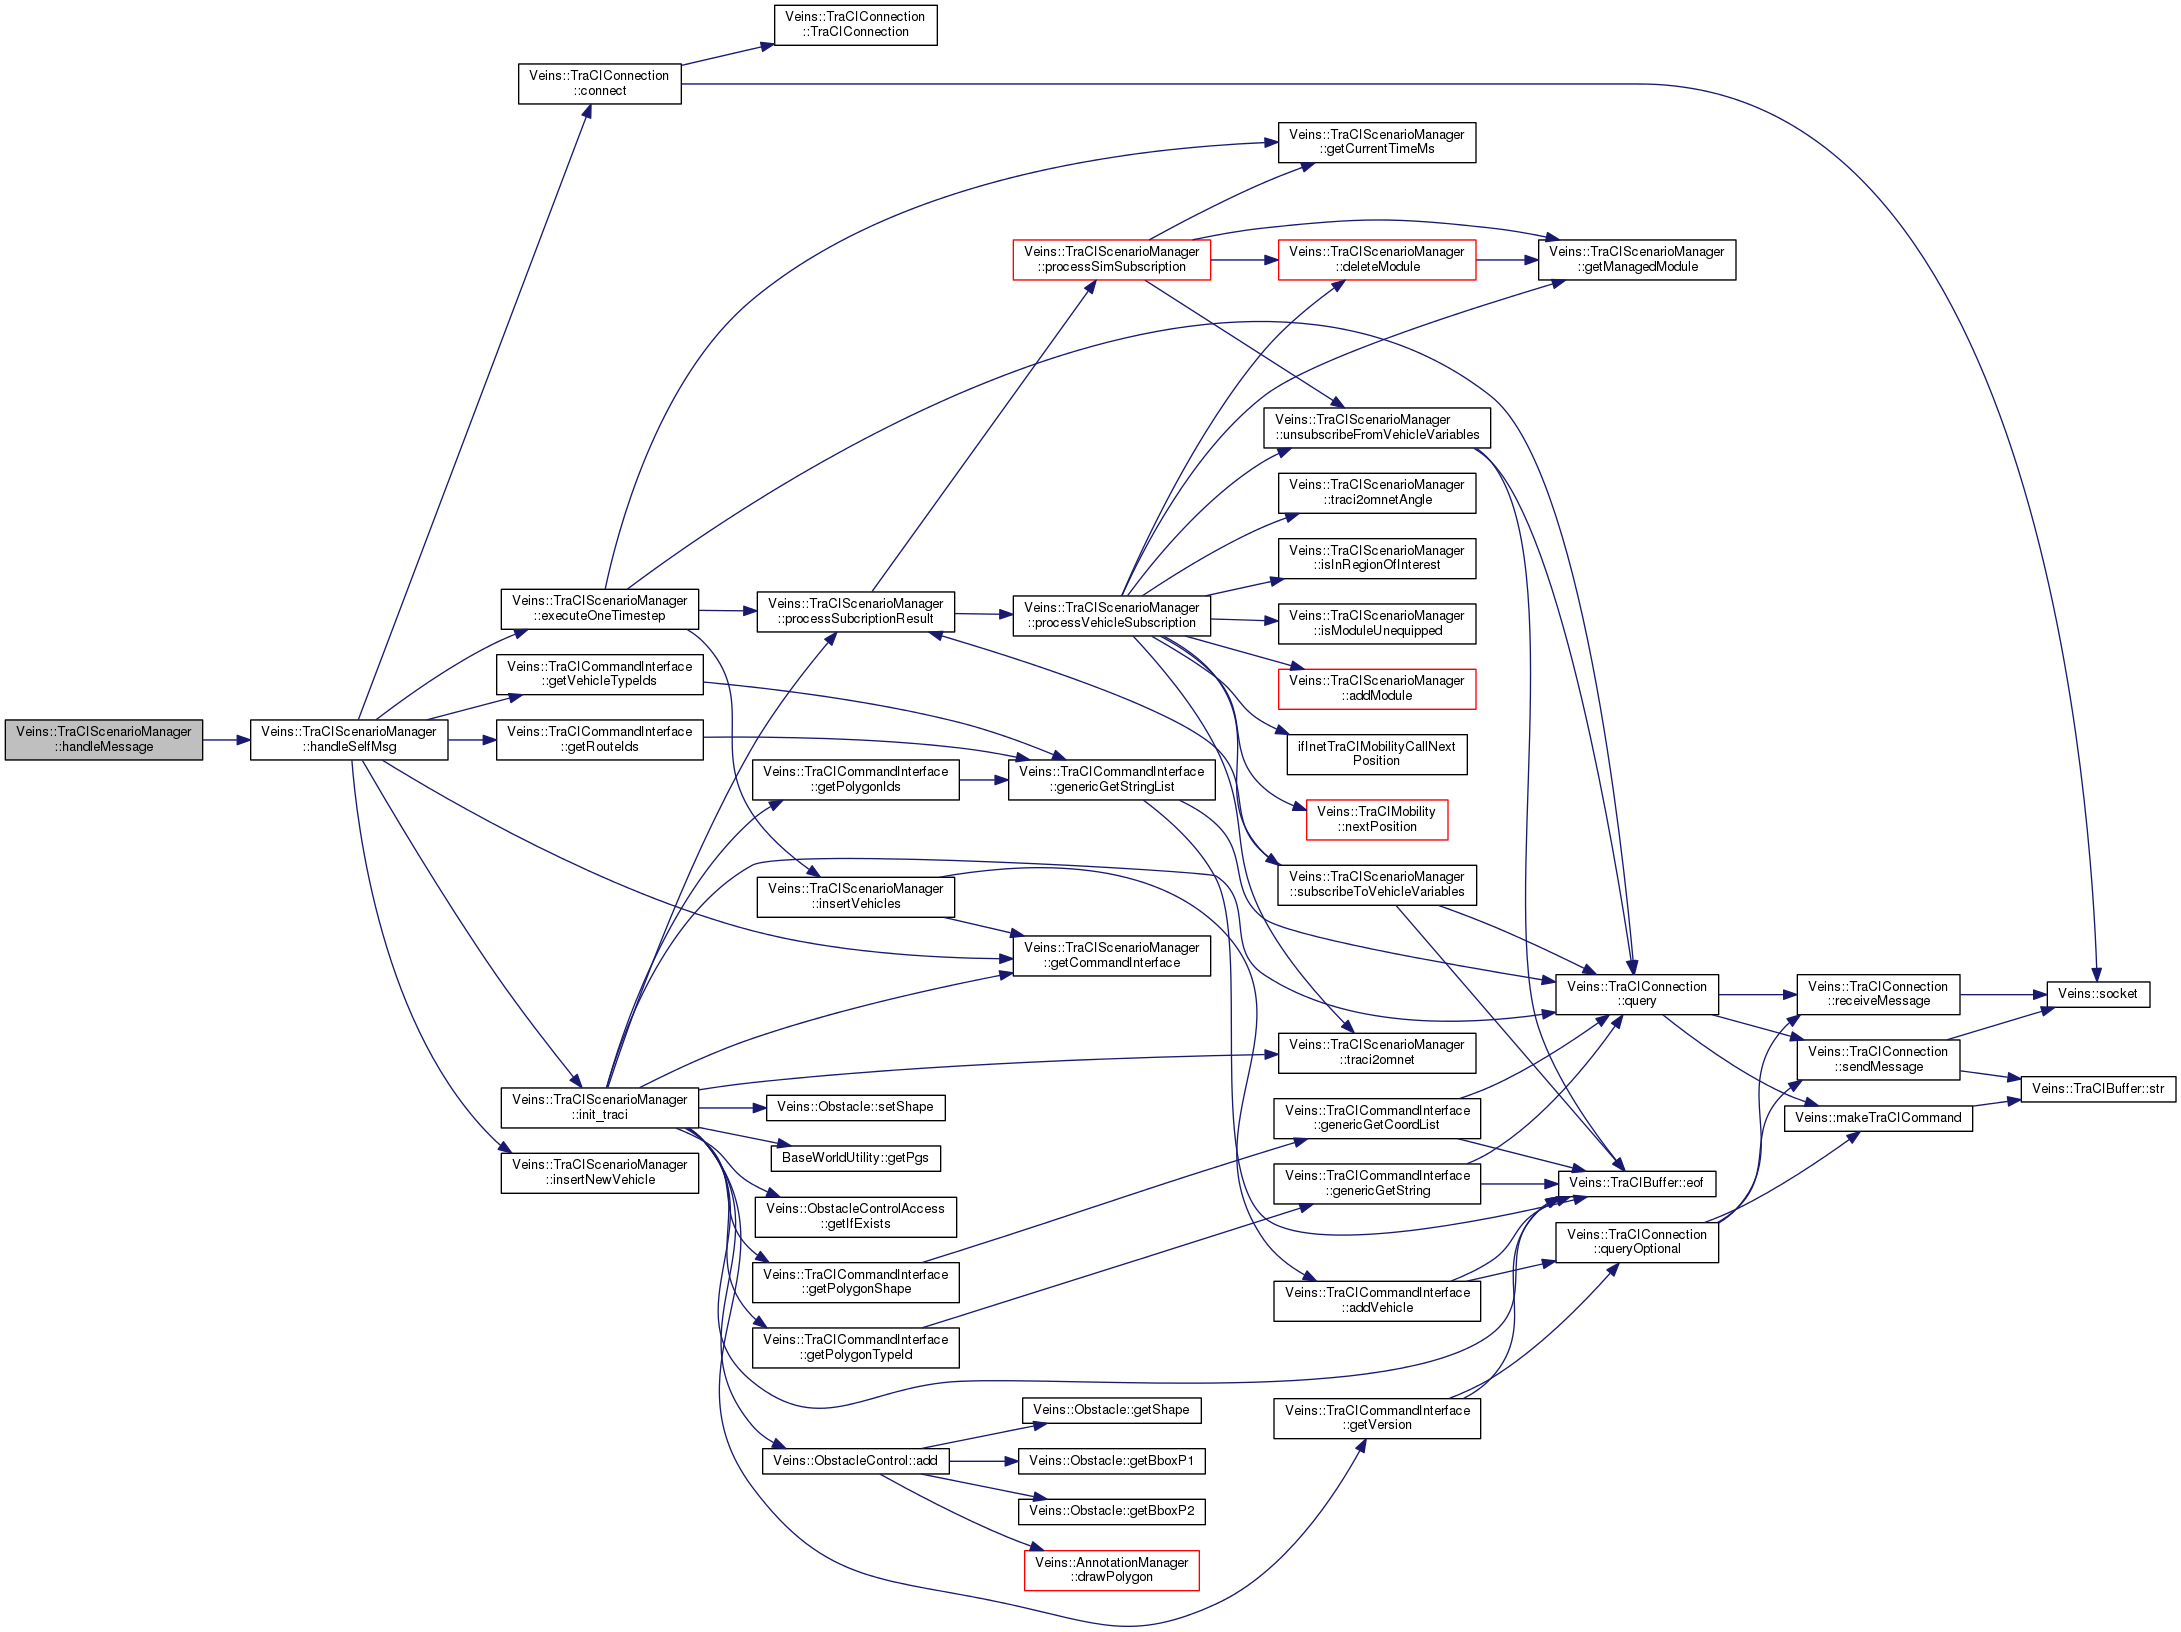 Veins::TraCIConnection
::TraCIConnection
Veins::TraCIConnection
::connect
Veins::TraCIScenarioManager
::getCurrentTimeMs
Veins::TraCIScenarioManager
::processSimSubscription
Veins::TraCIScenarioManager
::deleteModule
Veins::TraCIScenarioManager
::getManagedModule
Veins::TraCIScenarioManager
::unsubscribeFromVehicleVariables
Veins::TraCIScenarioManager
::traci2omnetAngle
Veins::TraCIScenarioManager
::isInRegionOfInterest
Veins::TraCIScenarioManager
::executeOneTimestep
Veins::TraCIScenarioManager
::processSubcriptionResult
Veins::TraCIScenarioManager
::processVehicleSubscription
Veins::TraCIScenarioManager
::isModuleUnequipped
Veins::TraCICommandInterface
::getVehicleTypeIds
Veins::TraCIScenarioManager
::addModule
Veins::TraCIScenarioManager
::handleMessage
Veins::TraCIScenarioManager
::handleSelfMsg
Veins::TraCICommandInterface
::getRouteIds
ifInetTraCIMobilityCallNext
Position
Veins::TraCICommandInterface
::getPolygonIds
Veins::TraCICommandInterface
::genericGetStringList
Veins::TraCIMobility
::nextPosition
Veins::TraCIScenarioManager
::insertVehicles
Veins::TraCIScenarioManager
::subscribeToVehicleVariables
Veins::TraCIScenarioManager
::getCommandInterface
Veins::TraCIConnection
::query
Veins::TraCIConnection
::receiveMessage
Veins::socket
Veins::TraCIScenarioManager
::traci2omnet
Veins::TraCIConnection
::sendMessage
Veins::TraCIBuffer::str
Veins::TraCIScenarioManager
::init_traci
Veins::Obstacle::setShape
Veins::TraCICommandInterface
::genericGetCoordList
Veins::makeTraCICommand
BaseWorldUtility::getPgs
Veins::TraCIScenarioManager
::insertNewVehicle
Veins::TraCICommandInterface
::genericGetString
Veins::TraCIBuffer::eof
Veins::ObstacleControlAccess
::getIfExists
Veins::TraCIConnection
::queryOptional
Veins::TraCICommandInterface
::getPolygonShape
Veins::TraCICommandInterface
::addVehicle
Veins::TraCICommandInterface
::getPolygonTypeId
Veins::Obstacle::getShape
Veins::TraCICommandInterface
::getVersion
Veins::ObstacleControl::add
Veins::Obstacle::getBboxP1
Veins::Obstacle::getBboxP2
Veins::AnnotationManager
::drawPolygon